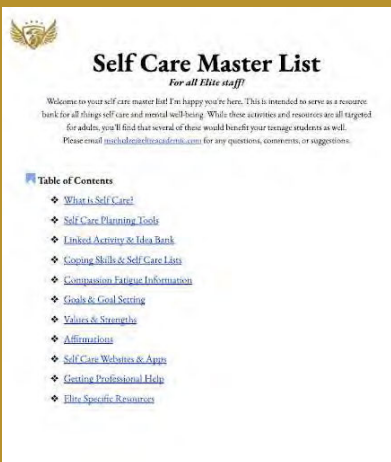 Self Care Master List
For all Elite staff!
Welcome to your self care master list! I'm happy you're here. This is intended to serve as a resource
bank for all things self care and mental well-being. While these activities and resources are all targeted
for adults, you'll find that several of these would benefit your teenage students as well.
Please email for any questions, comments, or suggestions.
Table of Contents
❖ What is Self Care?
❖ Self Care Planning Tools
❖ Linked Activity & Idea Bank
❖ Coping Skills & Self Care Lists
❖ Compassion Fatigue Information
❖ Goals & Goal Setting
❖ Values & Strengths
❖ Affirmations
❖ Self Care Websites & Apps
❖ Getting Professional Help
❖ Elite Specific Resources